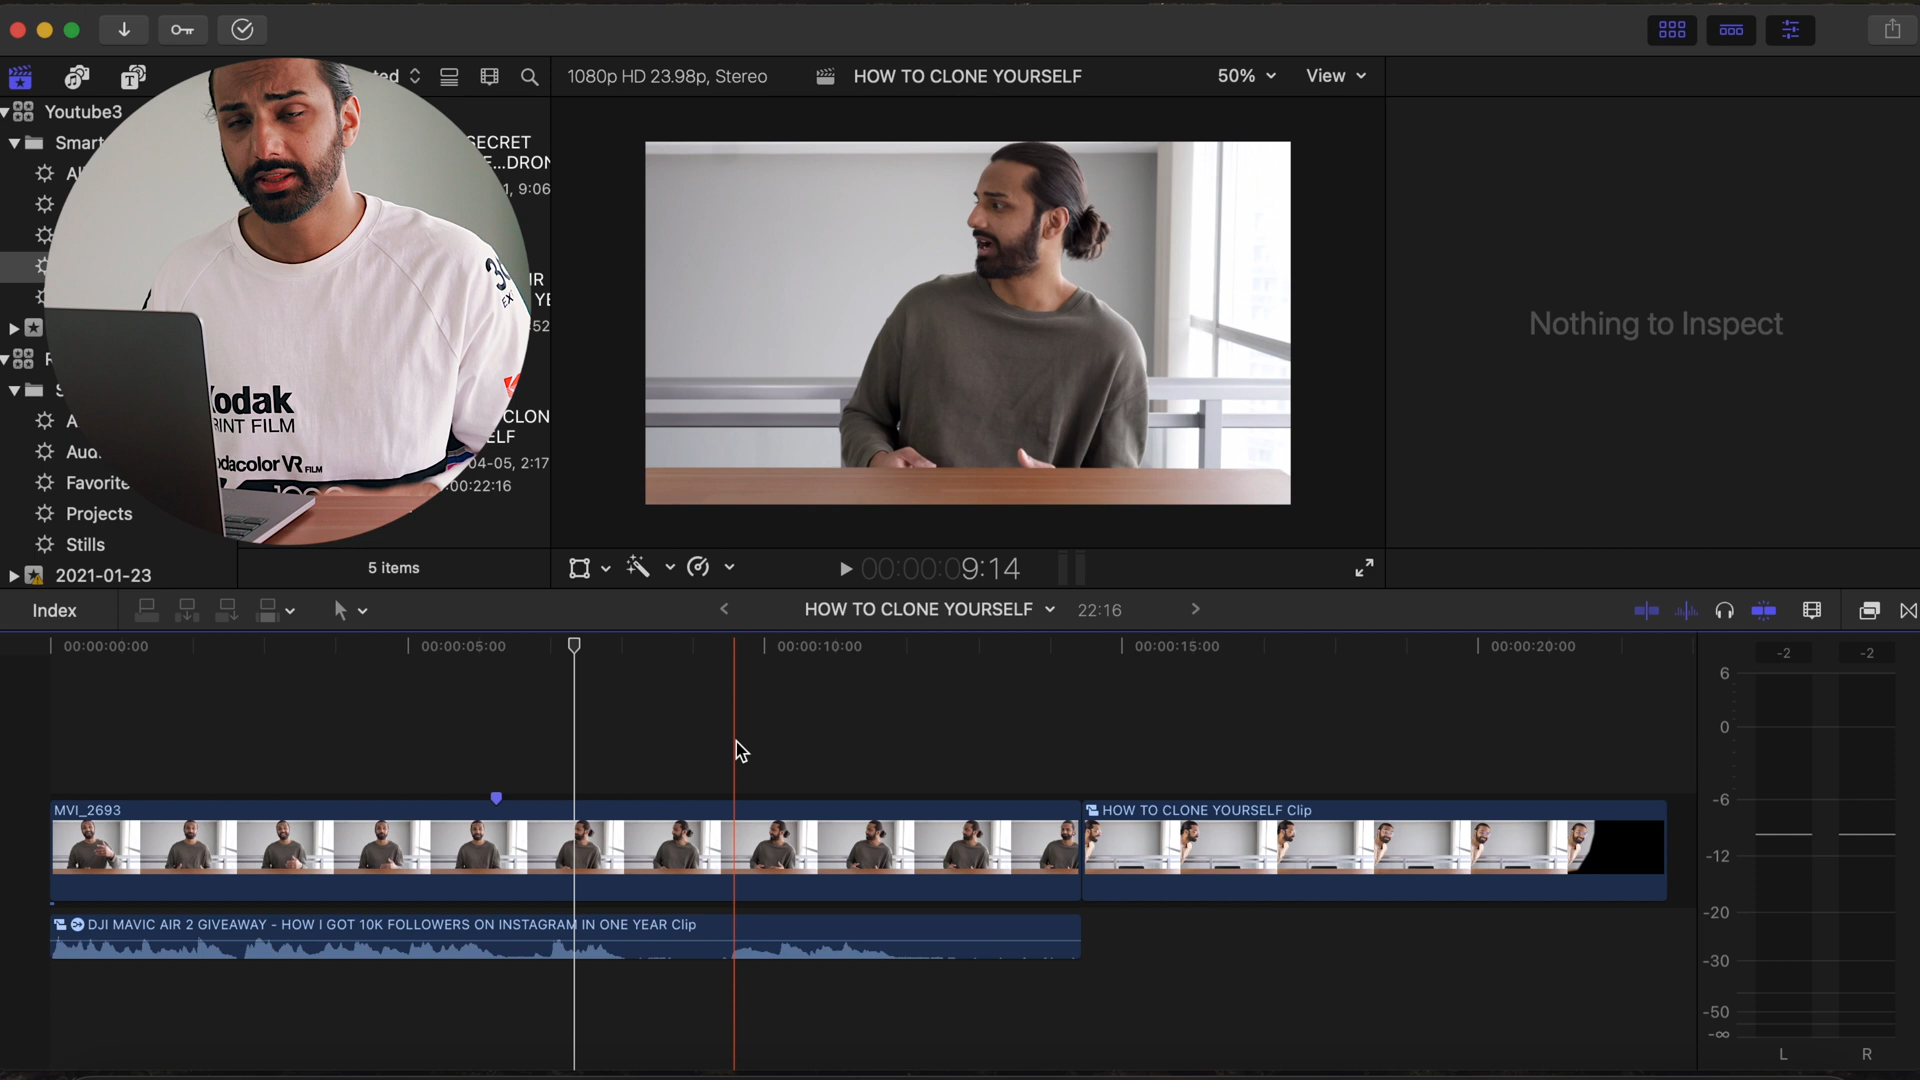 ted
1080p HD 23.98p, Stereo
HOW TO CLONE YOURSELF
50%
View
Youtube3
Smart
SECRET
E...DRON
1, 9:06
Nothing to Inspect
IR
YE
52
Kodak
PRINT FILM
Kodacolor VR FILM
CLON
ELF
04-05, 2:17
:00:22:16
Aud
Favorite
Projects
Stills
2021-01-23
5 items
00:00:09:14
Index
HOW TO CLONE YOURSELF
22:16
00:00:00:00
00:00:05:00
00:00:10:00
00:00:15:00
00:00:20:00
-2
-2
6
0
-6
-12
-20
-30
-50
-∞
L
R
MVI_2693
HOW TO CLONE YOURSELF Clip
DJI MAVIC AIR 2 GIVEAWAY - HOW I GOT 10K FOLLOWERS ON INSTAGRAM IN ONE YEAR Clip